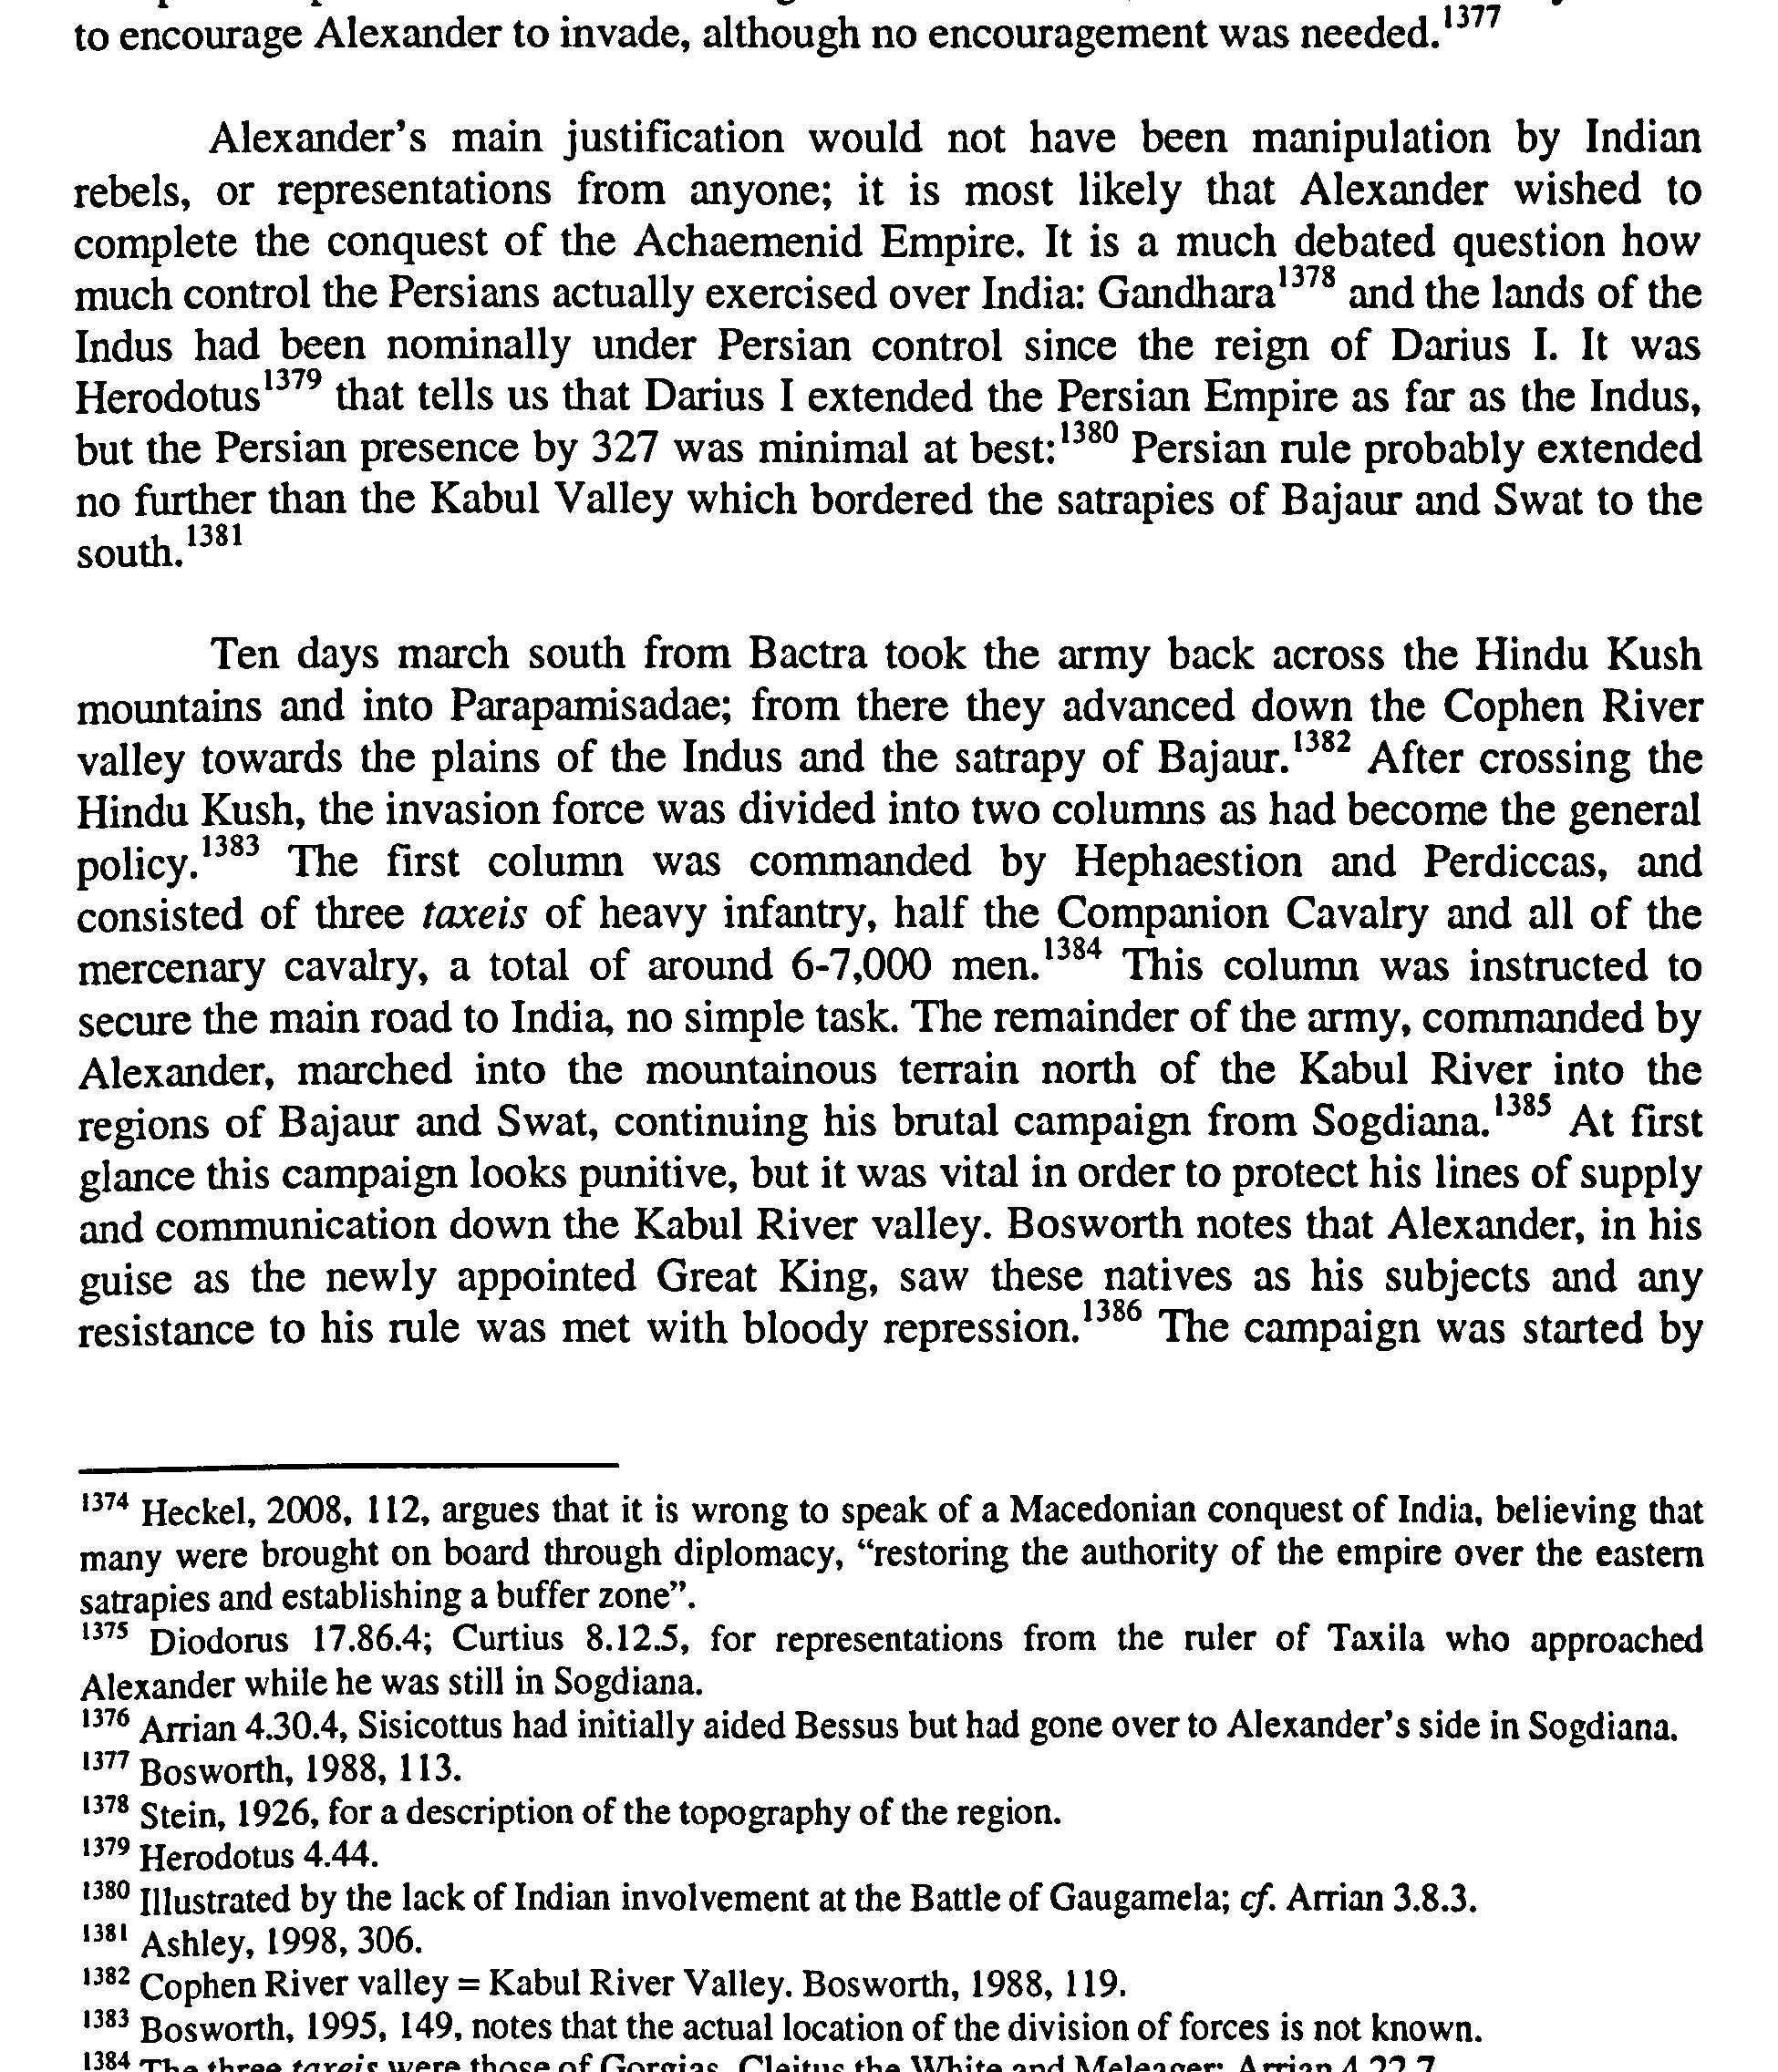 to encourage Alexander to invade, although no encouragement was needed.1377
Alexander's main justification would not have been manipulation by Indian
rebels, or representations from anyone; it is most likely that Alexander wished to
complete the conquest of the Achaemenid Empire. It is a much debated question how
much control the Persians actually exercised over India: Gandhara1378 and the lands of the
Indus had been nominally under Persian control since the reign of Darius I. It was
Herodotus1379 that tells us that Darius I extended the Persian Empire as far as the Indus,
but the Persian presence by 327 was minimal at best:1380 Persian rule probably extended
no further than the Kabul Valley which bordered the satrapies of Bajaur and Swat to the
south.1381
Ten days march south from Bactra took the army back across the Hindu Kush
mountains and into Parapamisadae; from there they advanced down the Cophen River
valley towards the plains of the Indus and the satrapy of Bajaur.1382 After crossing the
Hindu Kush, the invasion force was divided into two columns as had become the general
policy.1383 The first column was commanded by Hephaestion and Perdiccas, and
consisted of three taxeis of heavy infantry, half the Companion Cavalry and all of the
mercenary cavalry, a total of around 6-7,000 men.1384 This column was instructed to
secure the main road to India, no simple task. The remainder of the army, commanded by
Alexander, marched into the mountainous terrain north of the Kabul River into the
regions of Bajaur and Swat, continuing his brutal campaign from Sogdiana.1385 At first
glance this campaign looks punitive, but it was vital in order to protect his lines of supply
and communication down the Kabul River valley. Bosworth notes that Alexander, in his
guise as the newly appointed Great King, saw these natives as his subjects and any
resistance to his rule was met with bloody repression.1386 The campaign was started by
1374 Heckel, 2008, 112, argues that it is wrong to speak of a Macedonian conquest of India, believing that
many were brought on board through diplomacy, “restoring the authority of the empire over the eastern
satrapies and establishing a buffer zone”.
1375 Diodorus 17.86.4; Curtius 8.12.5, for representations from the ruler of Taxila who approached
Alexander while he was still in Sogdiana.
1376 Arrian 4.30.4, Sisicottus had initially aided Bessus but had gone over to Alexander's side in Sogdiana.
1377 Bosworth, 1988, 113.
1378 Stein, 1926, for a description of the topography of the region.
1379 Herodotus 4.44.
1380 Illustrated by the lack of Indian involvement at the Battle of Gaugamela; cf. Arrian 3.8.3.
1381 Ashley, 1998, 306.
1382 Cophen River valley = Kabul River Valley. Bosworth, 1988, 119.
1383 Bosworth, 1995, 149, notes that the actual location of the division of forces is not known.
1384 The three taxeis were those of Gorgias, Cleitus the White and Meleager; Arrian 4.22.7.